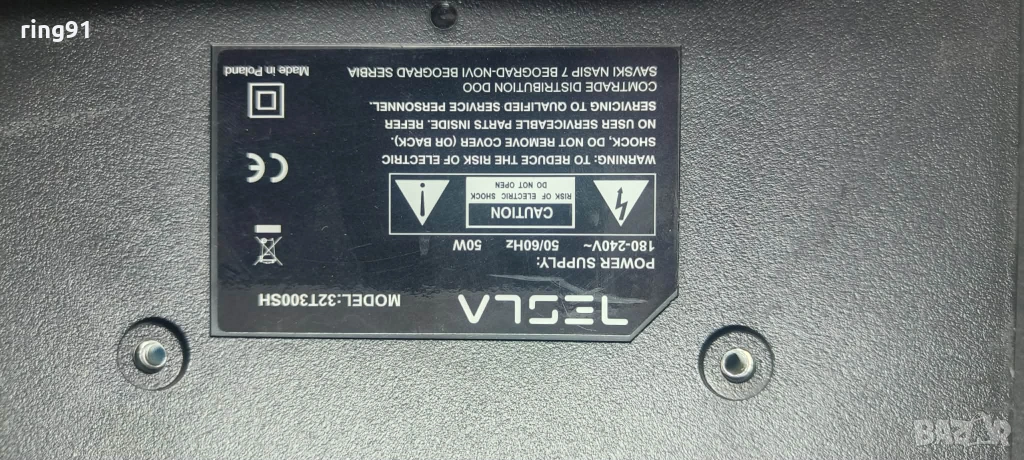 ring91
TESLA MODEL:32T300SH
POWER SUPPLY:
180-240V~ 50/60Hz 50W
CAUTION
RISK OF ELECTRIC SHOCK
DO NOT OPEN
WARNING: TO REDUCE THE RISK OF ELECTRIC
SHOCK, DO NOT REMOVE COVER (OR BACK).
NO USER SERVICEABLE PARTS INSIDE. REFER
SERVICING TO QUALIFIED SERVICE PERSONNEL.
COMTRADE DISTRIBUTION DOO
SAVSKI NASIP 7 BEOGRAD-NOVI BEOGRAD SERBIA
CE
Made in Poland
BAZAR